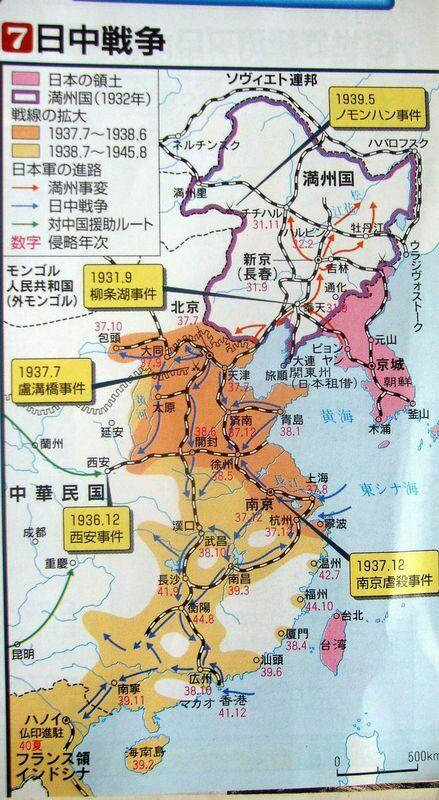 7 日中戦争
日本の領土
満州国(1932年)
戦線の拡大
1937.7〜1938.6
1938.7〜1945.8
日本軍の進路
満州事変
日中戦争
対中国援助ルート
数字 侵略年次
ソヴィエト連邦
1939.5
ノモンハン事件
ネルチンスク
ハバロフスク
満州里
満州国
チチハル
31.11
松花江
ハルビン
32.2
牡丹江
ウラジヴォストーク
新京
(長春)
31.9
吉林
通化
奉天31.9
モンゴル
人民共和国
(外モンゴル)
1931.9
柳条湖事件
北京
37.7
37.10
包頭
大同
37.9
天津
37.7
大連
旅順
関東州
(日本租借)
ピョンヤン
元山
京城
朝鮮
釜山
木浦
黄海
1937.7
盧溝橋事件
黄河
太原
延安
済南
37.12
青島
38.1
38.6
開封
徐州
38.5
蘭州
西安
中華民国
1936.12
西安事件
成都
重慶
昆明
南京
37.12
長江
上海
37.8
杭州
37.12
寧波
東シナ海
1937.12
南京虐殺事件
漢口
武昌
38.10
長沙
41.9
南昌
39.3
温州
42.7
福州
44.10
衡陽
44.8
厦門
38.4
台北
台湾
汕頭
39.6
広州
38.10
マカオ
香港
41.12
南寧
39.11
ハノイ
仏印進駐
40夏
フランス領
インドシナ
海南島
39.2
0 500km